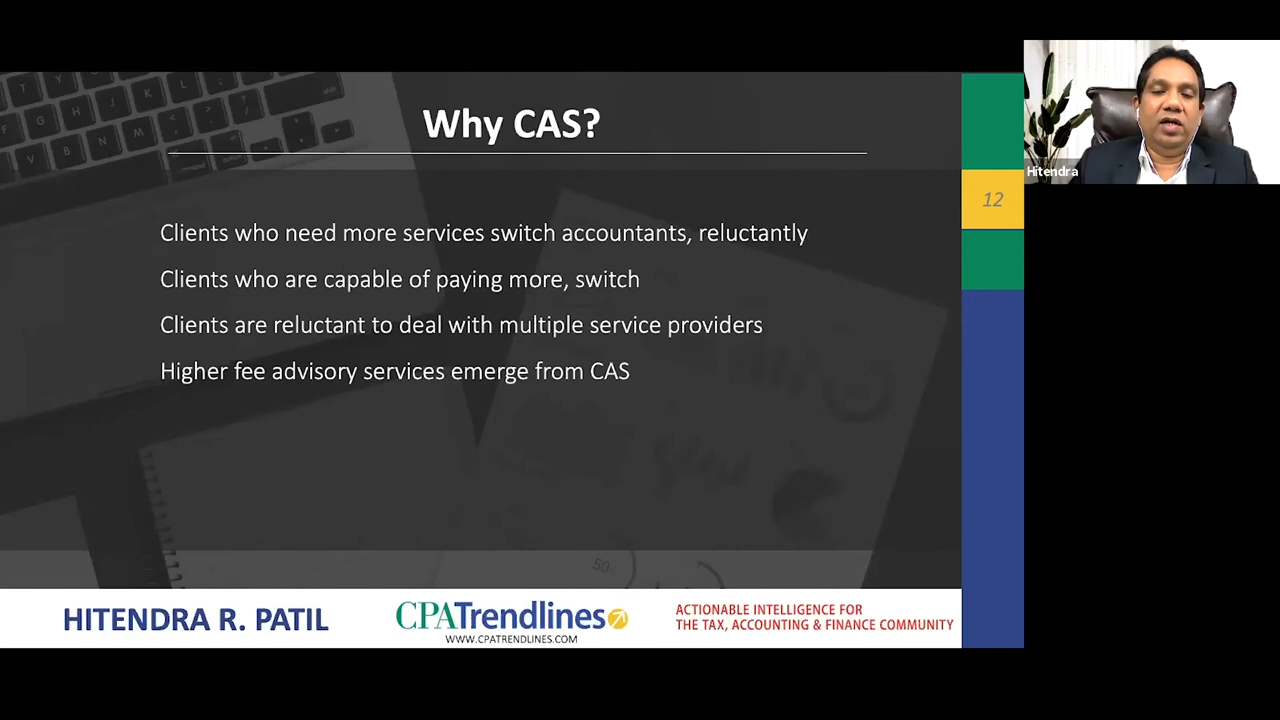 Why CAS?
12
Hitendra
Clients who need more services switch accountants, reluctantly
Clients who are capable of paying more, switch
Clients are reluctant to deal with multiple service providers
Higher fee advisory services emerge from CAS
50
HITENDRA R. PATIL
CPATrendlines
WWW.CPATRENDLINES.COM
ACTIONABLE INTELLIGENCE FOR
THE TAX, ACCOUNTING & FINANCE COMMUNITY